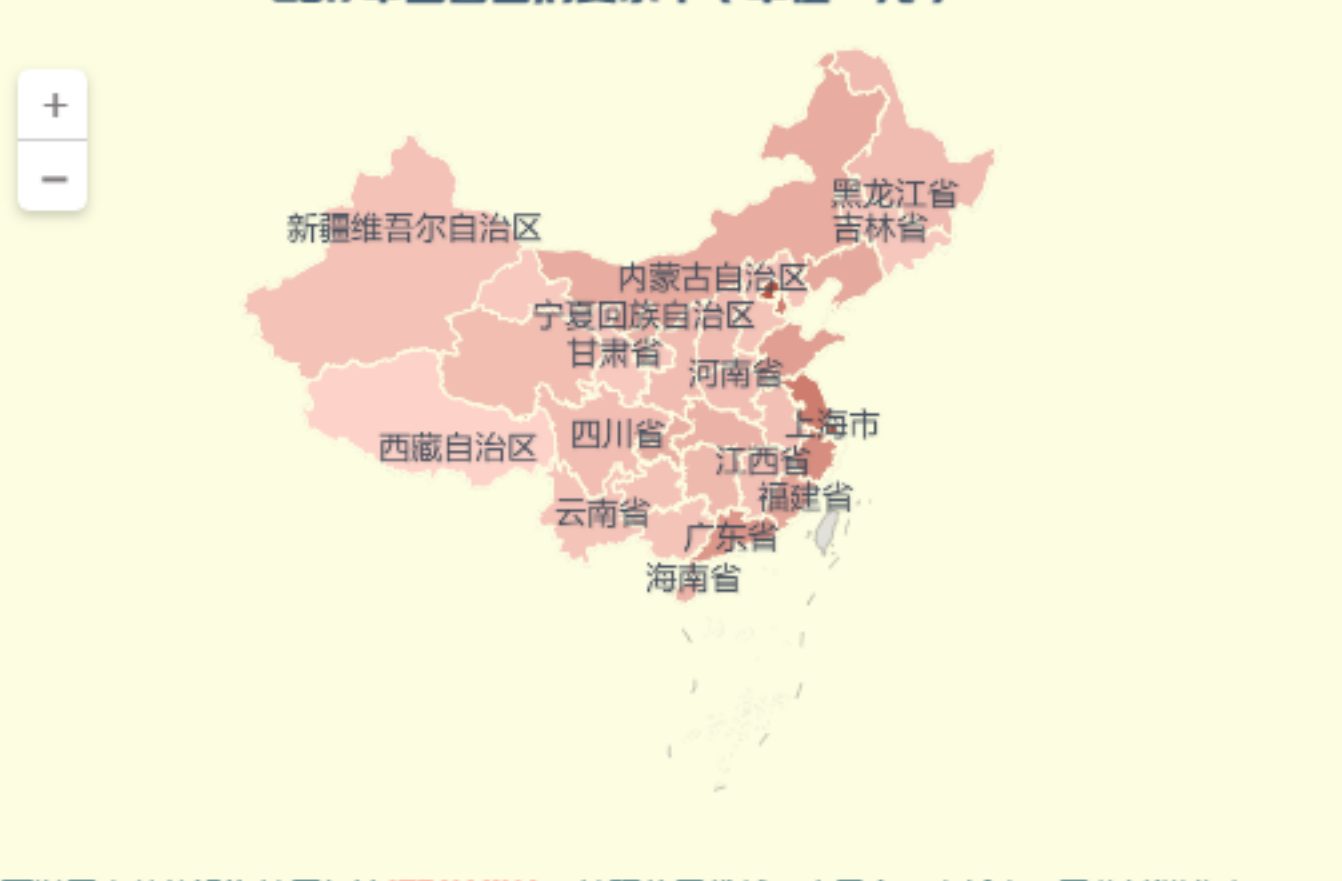 +
−
黑龙江省
新疆维吾尔自治区
吉林省
内蒙古自治区
宁夏回族自治区
甘肃省
河南省
上海市
四川省
西藏自治区
江西省
福建省
云南省
广东省
海南省